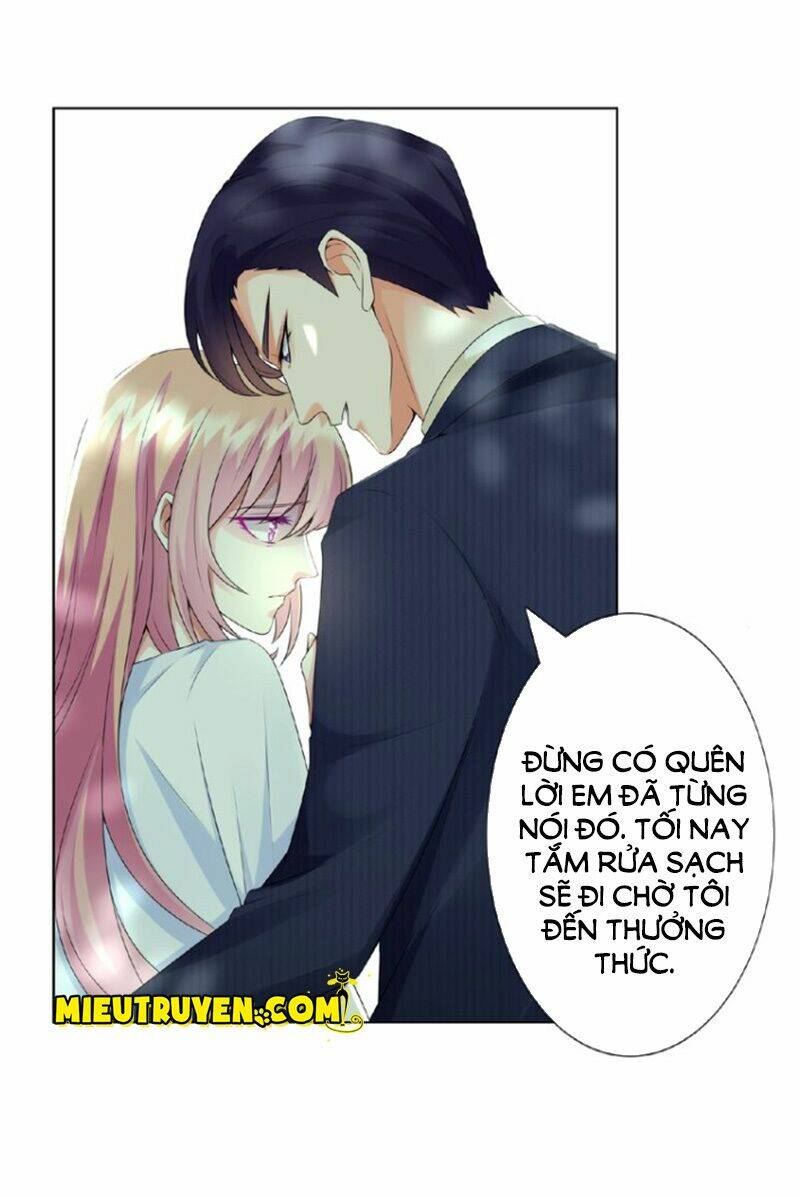 ĐỪNG CÓ QUÊN
LỜI EM ĐÃ TỪNG
NÓI ĐÓ. TỐI NAY
TẮM RỬA SẠCH
SẼ ĐI CHỜ TÔI
ĐẾN THƯỞNG
THỨC.
MIEUTRUYEN.COM